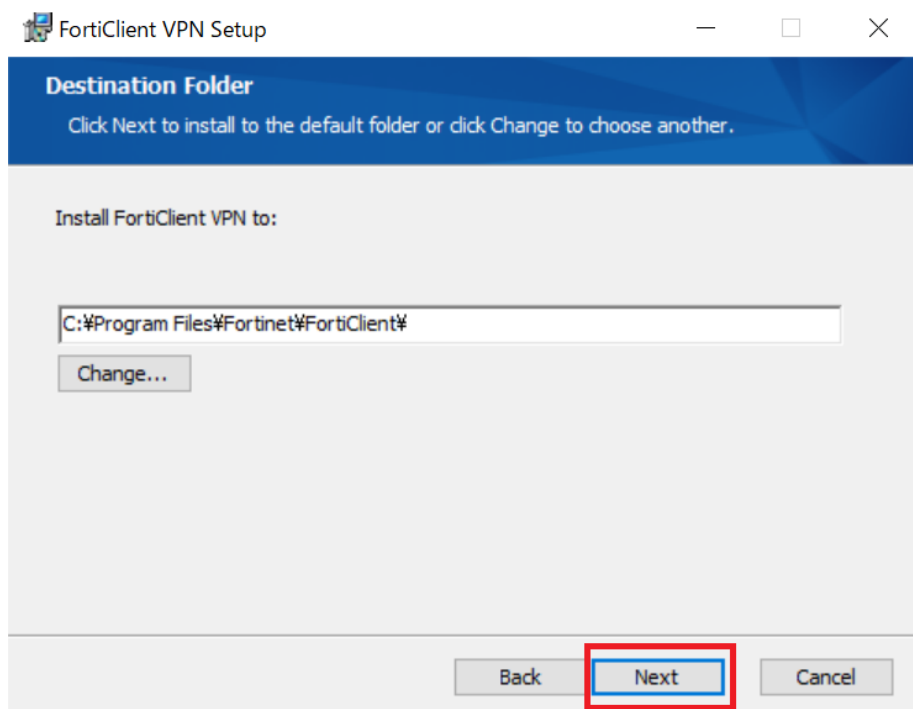 FortiClient VPN Setup
Destination Folder
Click Next to install to the default folder or click Change to choose another.
Install FortiClient VPN to:
C:¥Program Files¥Fortinet¥FortiClient¥
Change...
Back
Next
Cancel